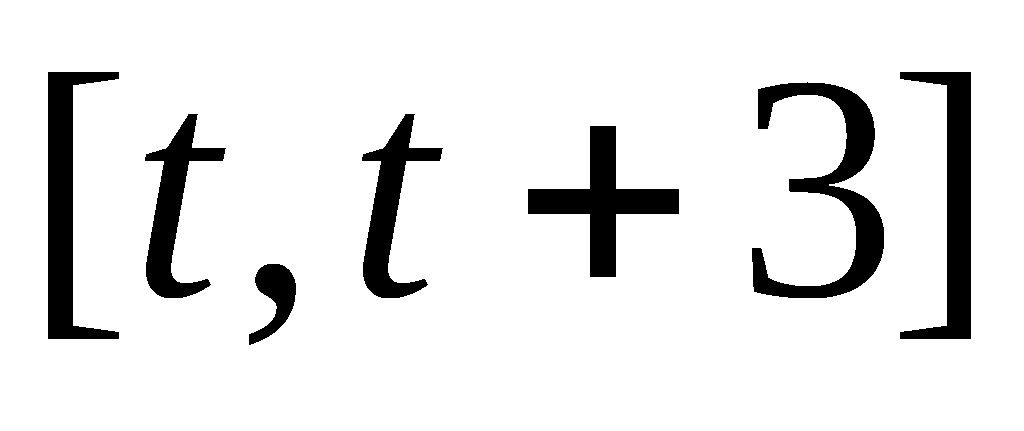 [t, t + 3]